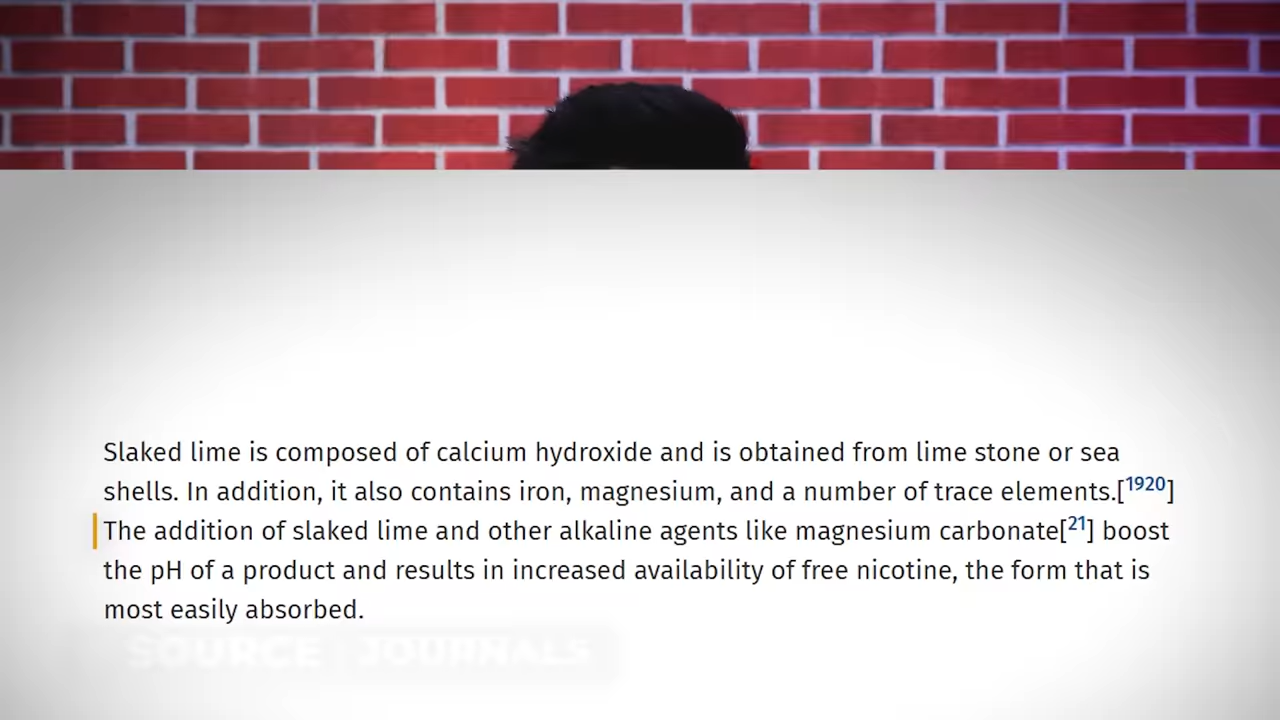 Slaked lime is composed of calcium hydroxide and is obtained from lime stone or sea
shells. In addition, it also contains iron, magnesium, and a number of trace elements.[1920]
The addition of slaked lime and other alkaline agents like magnesium carbonate[21] boost
the pH of a product and results in increased availability of free nicotine, the form that is
most easily absorbed.
SOURCE JOURNALS